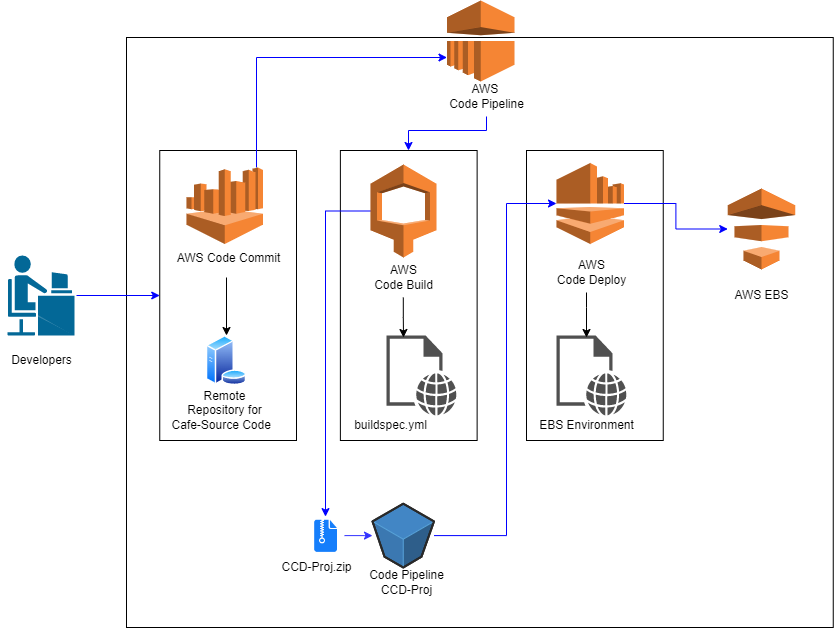 AWS
Code Pipeline
AWS Code Commit
AWS
Code Build
AWS
Code Deploy
AWS EBS
Developers
Remote
Repository for
Cafe-Source Code
buildspec.yml
EBS Environment
CCD-Proj.zip
Code Pipeline
CCD-Proj